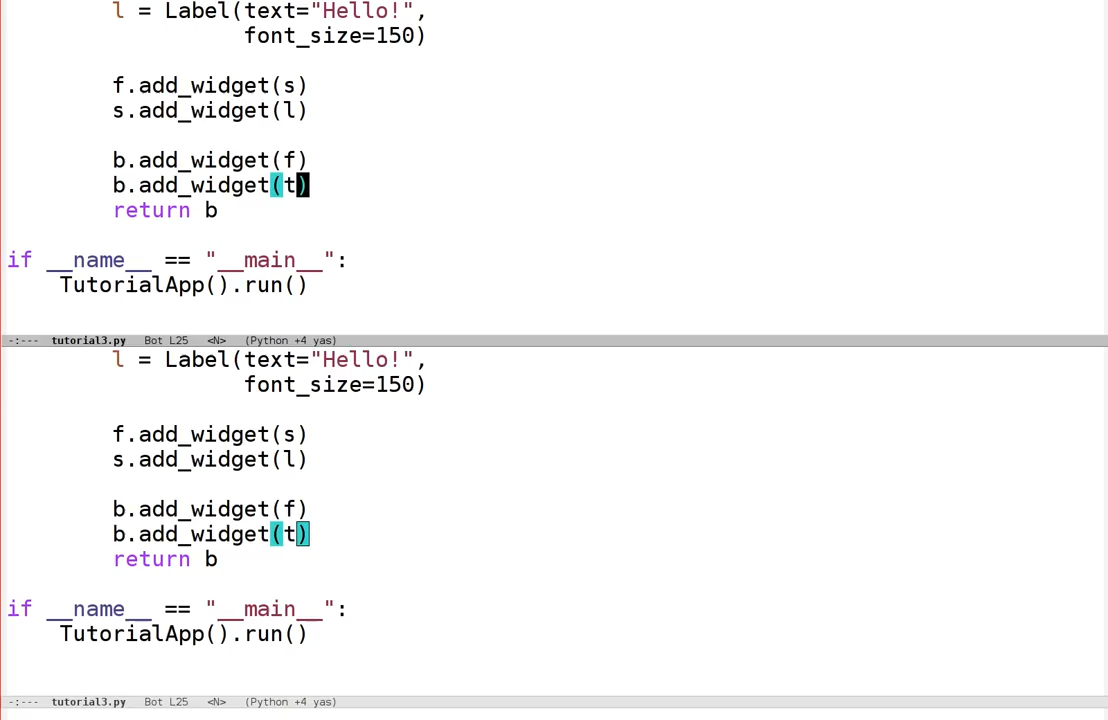 l = Label(text="Hello!",
font_size=150)
f.add_widget(s)
s.add_widget(l)
b.add_widget(f)
b.add_widget(t)
return b
if __name__ == "__main__":
TutorialApp().run()
-:--- tutorial3.py Bot L25 <N> (Python +4 yas)
l = Label(text="Hello!",
font_size=150)
f.add_widget(s)
s.add_widget(l)
b.add_widget(f)
b.add_widget(t)
return b
if __name__ == "__main__":
TutorialApp().run()
-:--- tutorial3.py Bot L25 <N> (Python +4 yas)